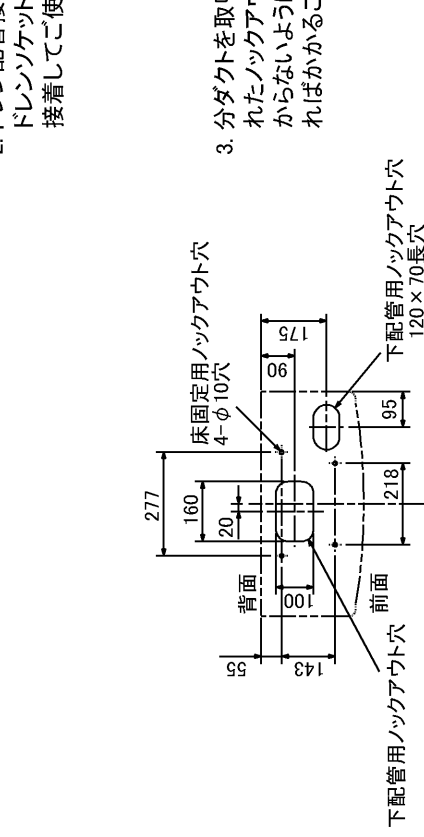 ドレンソケット
接着してご使
3. 分ダクトを取
れたノックアウ
からないように
ればかかるこ
床固定用ノックアウト穴
4-φ10穴
下配管用ノックアウト穴
120×70長穴
277
160
20
90
175
95
218
背面
100
前面
55
143
下配管用ノックアウト穴